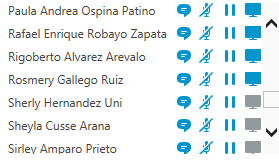 Paula Andrea Ospina Patino
Rafael Enrique Robayo Zapata
Rigoberto Alvarez Arevalo
Rosmery Gallego Ruiz
Sherly Hernandez Uni
Sheyla Cusse Arana
Sirley Amparo Prieto